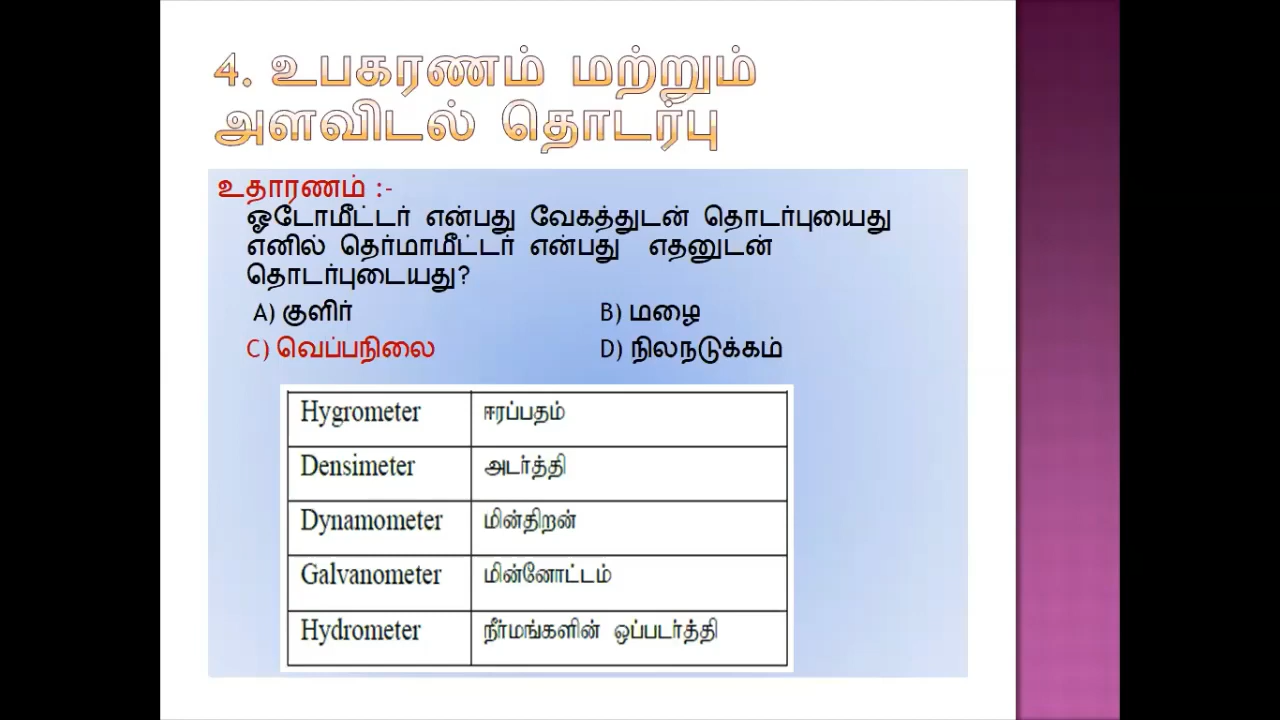 4. உபகரணம் மற்றும்
அளவிடல் தொடர்பு
உதாரணம் :-
ஓடோமீட்டர் என்பது வேகத்துடன் தொடர்புயைது
எனில் தெர்மாமீட்டர் என்பது எதனுடன்
தொடர்புடையது?
A) குளிர் B) மழை
C) வெப்பநிலை D) நிலநடுக்கம்
Hygrometer ஈரப்பதம்
Densimeter அடர்த்தி
Dynamometer மின்திறன்
Galvanometer மின்னோட்டம்
Hydrometer நீர்மங்களின் ஒப்படர்த்தி